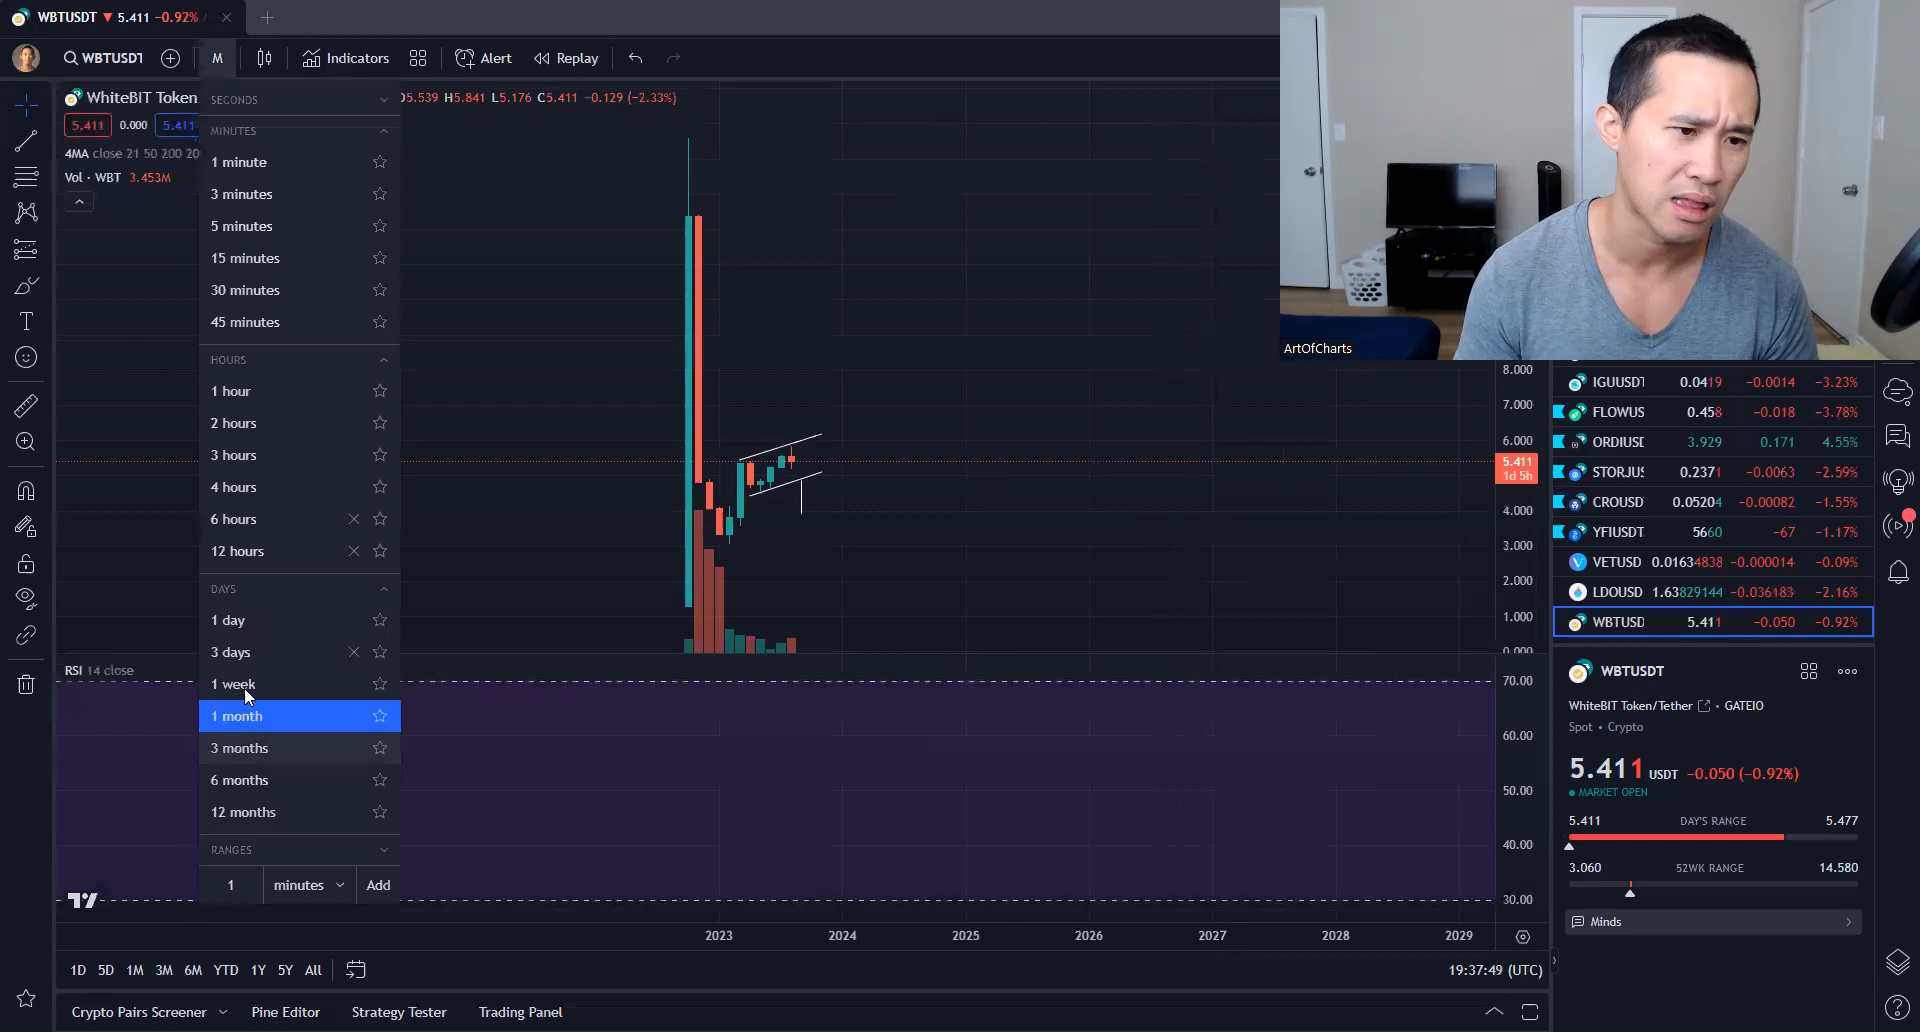 WBTUSDT ▼ 5.411 −0.92% /
WBTUSDT
M
Indicators
Alert
Replay
WhiteBIT Token
O5.539 H5.841 L5.176 C5.411 −0.129 (−2.33%)
5.411 0.000 5.411
4MA close 21 50 200 20
Vol · WBT 3.453M
SECONDS
MINUTES
1 minute
3 minutes
5 minutes
15 minutes
30 minutes
45 minutes
HOURS
1 hour
2 hours
3 hours
4 hours
6 hours
12 hours
DAYS
1 day
3 days
1 week
1 month
3 months
6 months
12 months
RANGES
1 minutes Add
RSI 14 close
ArtOfCharts
8.000
7.000
6.000
5.411
1d 5h
4.000
3.000
2.000
1.000
0.000
70.00
60.00
50.00
40.00
30.00
2023 2024 2025 2026 2027 2028 2029
1D 5D 1M 3M 6M YTD 1Y 5Y All
19:37:49 (UTC)
Crypto Pairs Screener Pine Editor Strategy Tester Trading Panel
IGUUSDT 0.0419 −0.0014 −3.23%
FLOWUS 0.458 −0.018 −3.78%
ORDIUSD 3.929 0.171 4.55%
STORJUS 0.2371 −0.0063 −2.59%
CROUSD 0.05204 −0.00082 −1.55%
YFIUSDT 5660 −67 −1.17%
VETUSD 0.01634838 −0.000014 −0.09%
LDOUSD 1.63829144 −0.036183 −2.16%
WBTUSD 5.411 −0.050 −0.92%
WBTUSDT
WhiteBIT Token/Tether • GATEIO
Spot • Crypto
5.411 USDT −0.050 (−0.92%)
MARKET OPEN
5.411 DAY'S RANGE 5.477
3.060 52WK RANGE 14.580
Minds